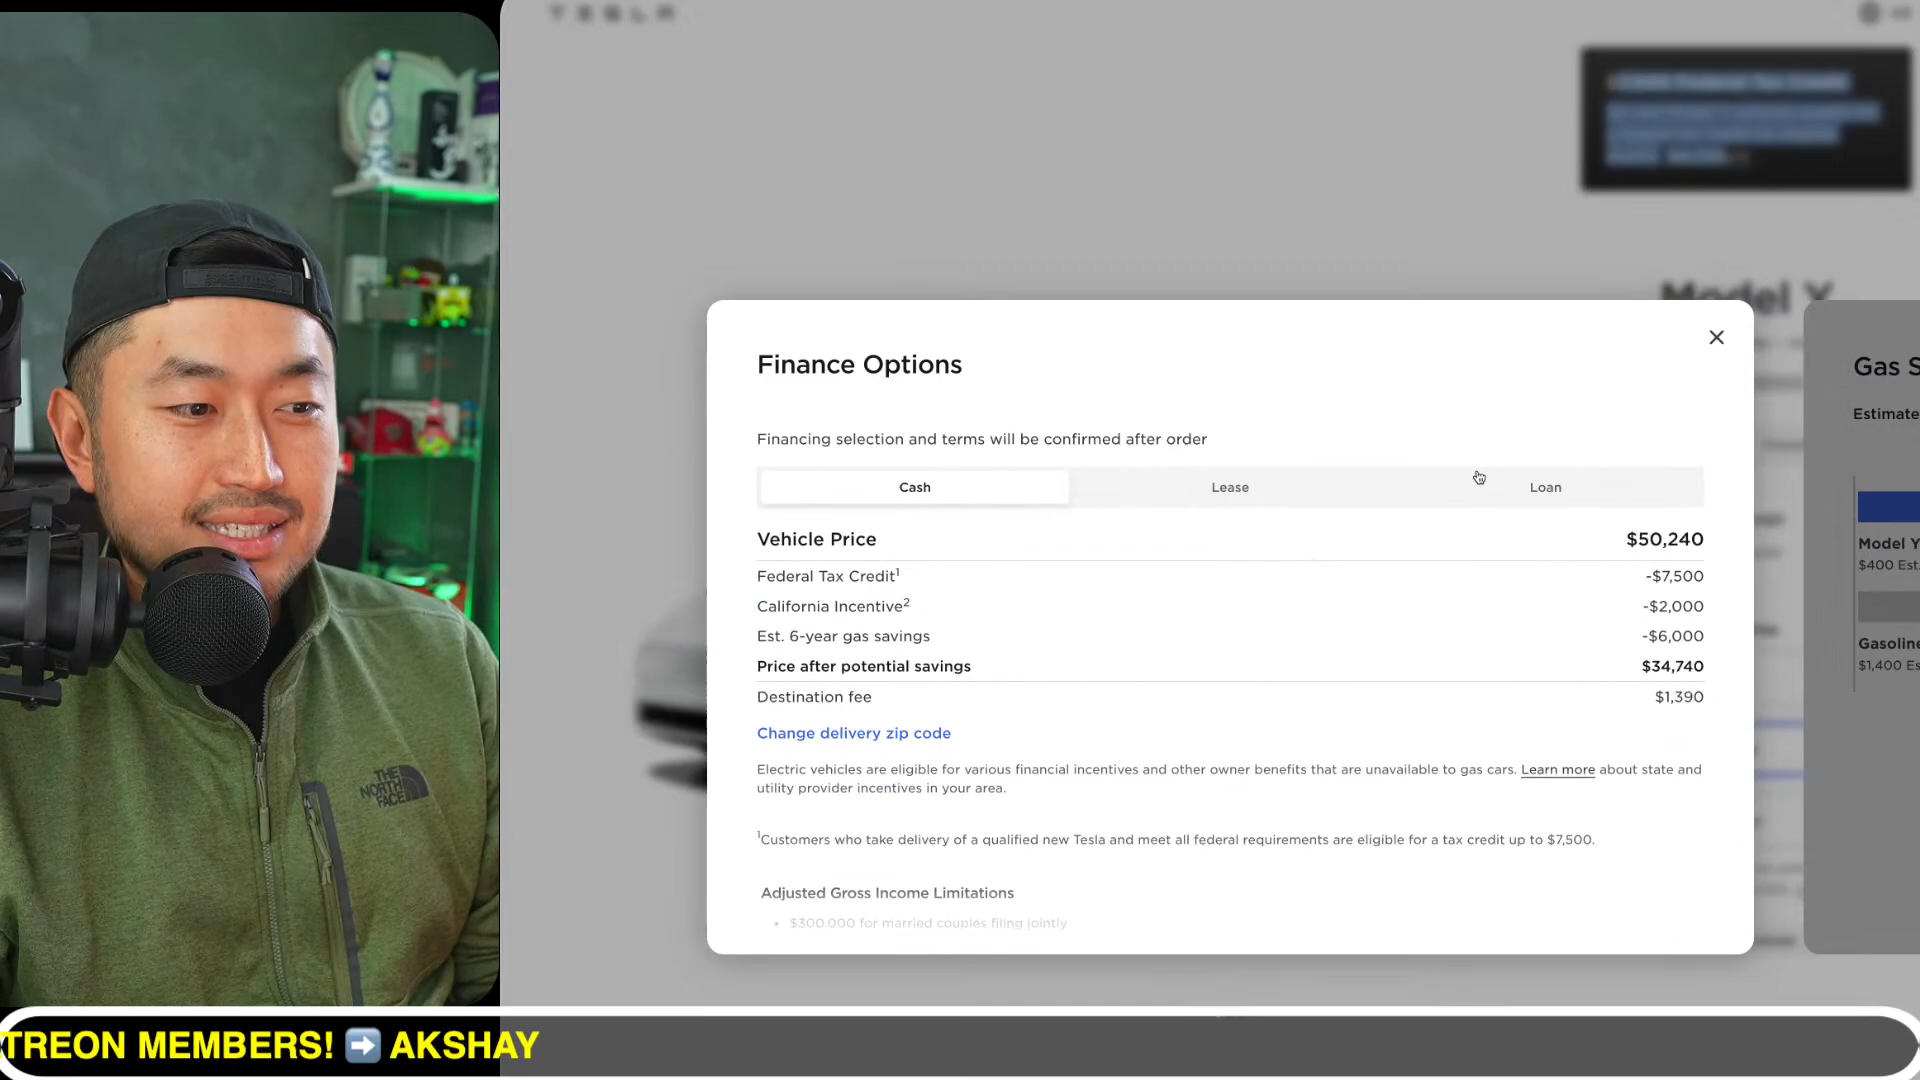 TESLA
Model Y
Finance Options
Financing selection and terms will be confirmed after order
Cash
Lease
Loan
Vehicle Price
$50,240
Federal Tax Credit1
-$7,500
California Incentive2
-$2,000
Est. 6-year gas savings
-$6,000
Price after potential savings
$34,740
Destination fee
$1,390
Change delivery zip code
Electric vehicles are eligible for various financial incentives and other owner benefits that are unavailable to gas cars. Learn more about state and
utility provider incentives in your area.
1Customers who take delivery of a qualified new Tesla and meet all federal requirements are eligible for a tax credit up to $7,500.
Adjusted Gross Income Limitations
• $300,000 for married couples filing jointly
Gas S
Estimate
Model Y
$400 Est.
Gasoline
$1,400 Es
THE
NORTH
FACE
TREON MEMBERS! ➡️ AKSHAY